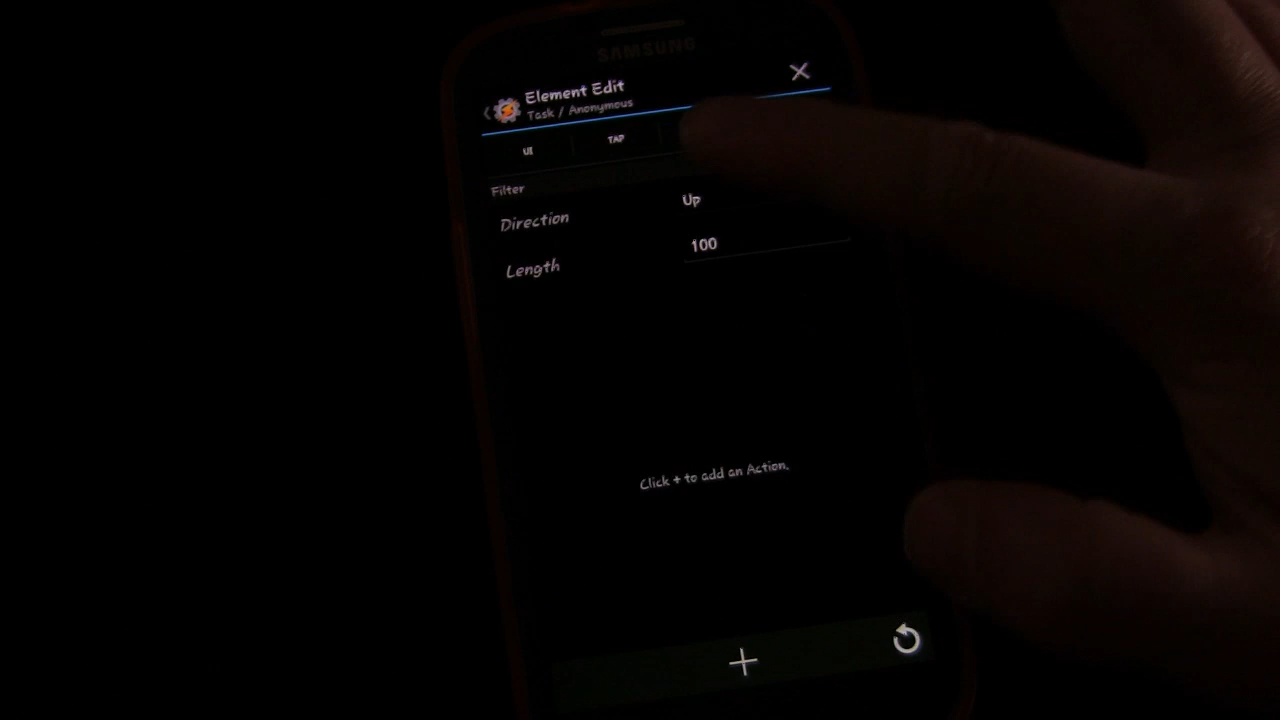 SAMSUNG
Element Edit
Task / Anonymous
UI
TAP
Filter
Direction
Up
Length
100
Click + to add an Action.